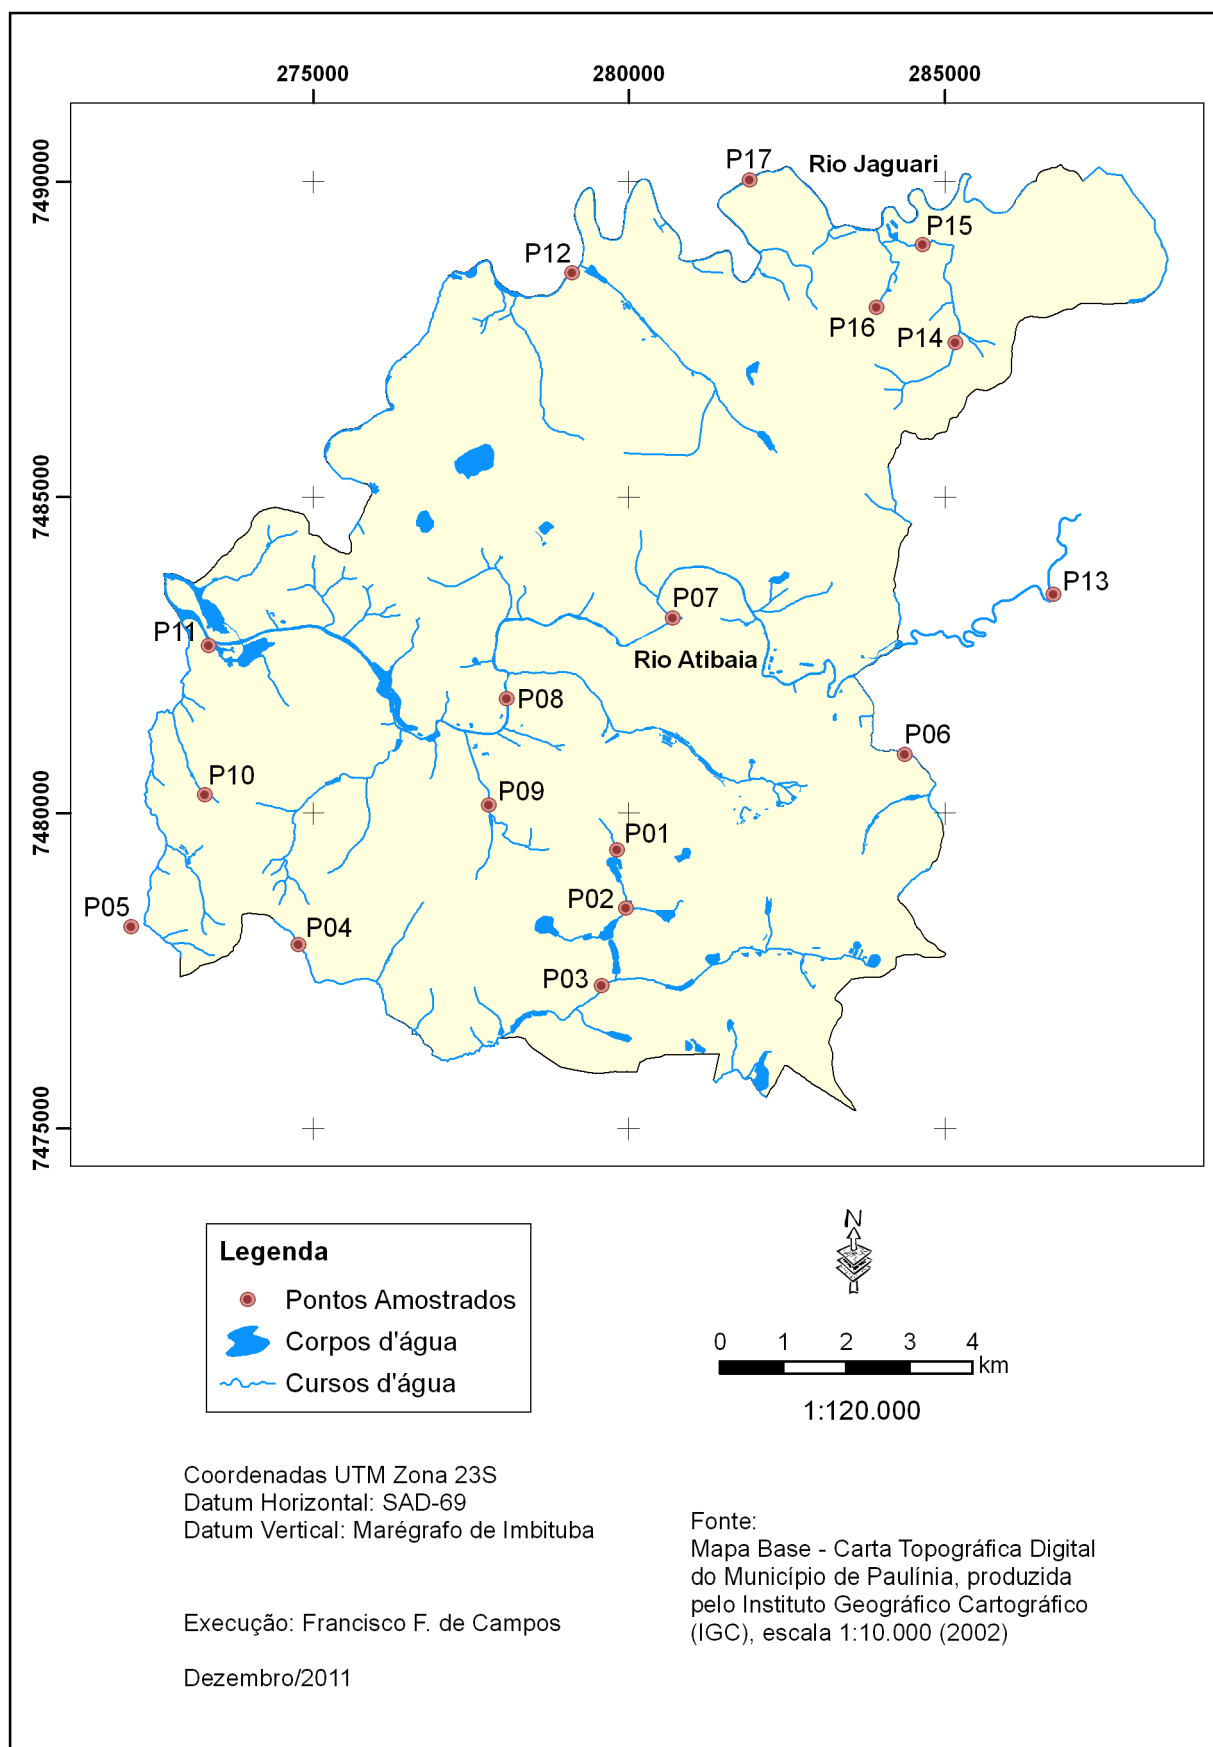 275000 280000 285000
7490000
7485000
7480000
7475000
P17
Rio Jaguari
P15
P12
P16
P14
P13
P07
P11
Rio Atibaia
P08
P06
P10
P09
P01
P02
P05
P04
P03
Legenda
Pontos Amostrados
Corpos d'água
Cursos d'água
N
0 1 2 3 4
km
1:120.000
Coordenadas UTM Zona 23S
Datum Horizontal: SAD-69
Datum Vertical: Marégrafo de Imbituba
Execução: Francisco F. de Campos
Dezembro/2011
Fonte:
Mapa Base - Carta Topográfica Digital
do Município de Paulínia, produzida
pelo Instituto Geográfico Cartográfico
(IGC), escala 1:10.000 (2002)